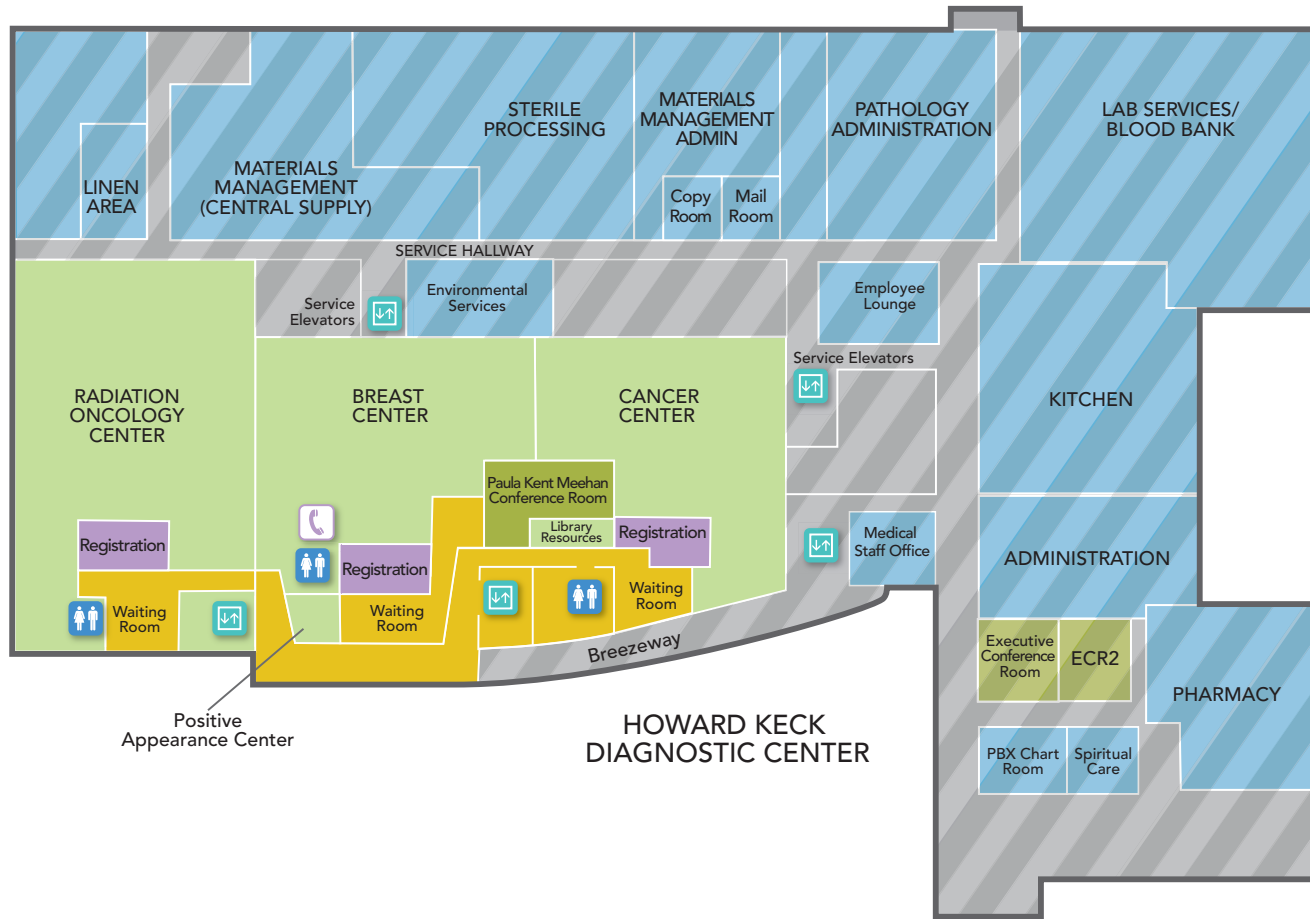 STERILE
PROCESSING
MATERIALS
MANAGEMENT
ADMIN
PATHOLOGY
ADMINISTRATION
LAB SERVICES/
BLOOD BANK
LINEN
AREA
MATERIALS
MANAGEMENT
(CENTRAL SUPPLY)
Copy
Room
Mail
Room
SERVICE HALLWAY
Service
Elevators
Environmental
Services
Employee
Lounge
Service Elevators
RADIATION
ONCOLOGY
CENTER
BREAST
CENTER
CANCER
CENTER
KITCHEN
Paula Kent Meehan
Conference Room
Library
Resources
Registration
Registration
Registration
Medical
Staff Office
ADMINISTRATION
Waiting
Room
Waiting
Room
Waiting
Room
Breezeway
Executive
Conference
Room
ECR2
PHARMACY
Positive
Appearance Center
HOWARD KECK
DIAGNOSTIC CENTER
PBX Chart
Room
Spiritual
Care